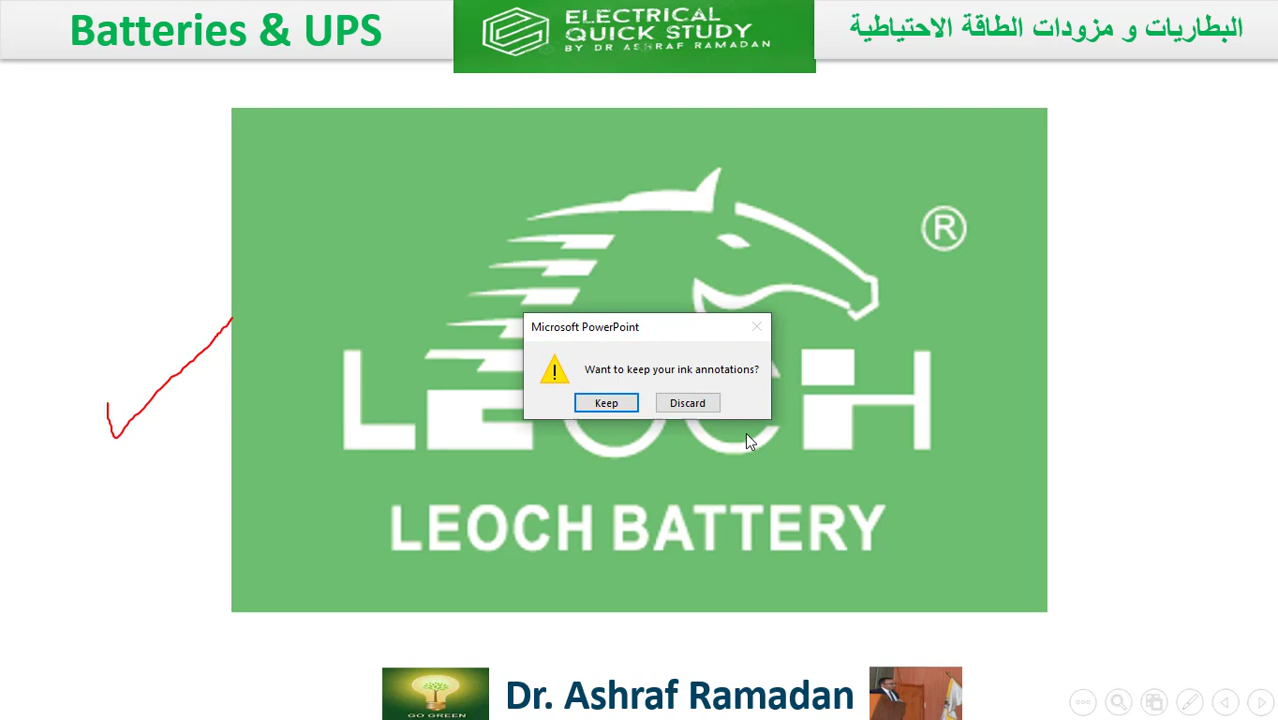 Batteries & UPS
ELECTRICAL
QUICK STUDY
BY DR ASHRAF RAMADAN
البطاريات و مزودات الطاقة الاحتياطية
®
Microsoft PowerPoint
Want to keep your ink annotations?
Keep
Discard
LEOCH
LEOCH BATTERY
GO GREEN
Dr. Ashraf Ramadan